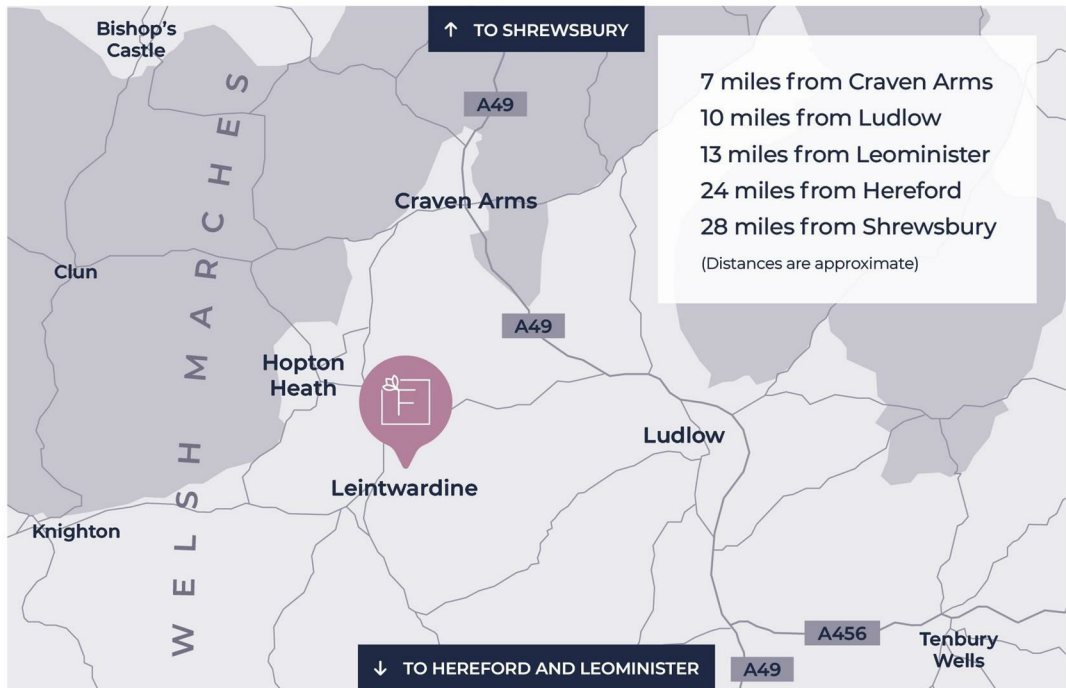 Bishop's
Castle
↑ TO SHREWSBURY
7 miles from Craven Arms
10 miles from Ludlow
13 miles from Leominister
24 miles from Hereford
28 miles from Shrewsbury
(Distances are approximate)
A49
Craven Arms
Clun
WELSH MARCHES
A49
Hopton
Heath
F
Ludlow
Leintwardine
Knighton
A456
Tenbury
Wells
↓ TO HEREFORD AND LEOMINISTER
A49